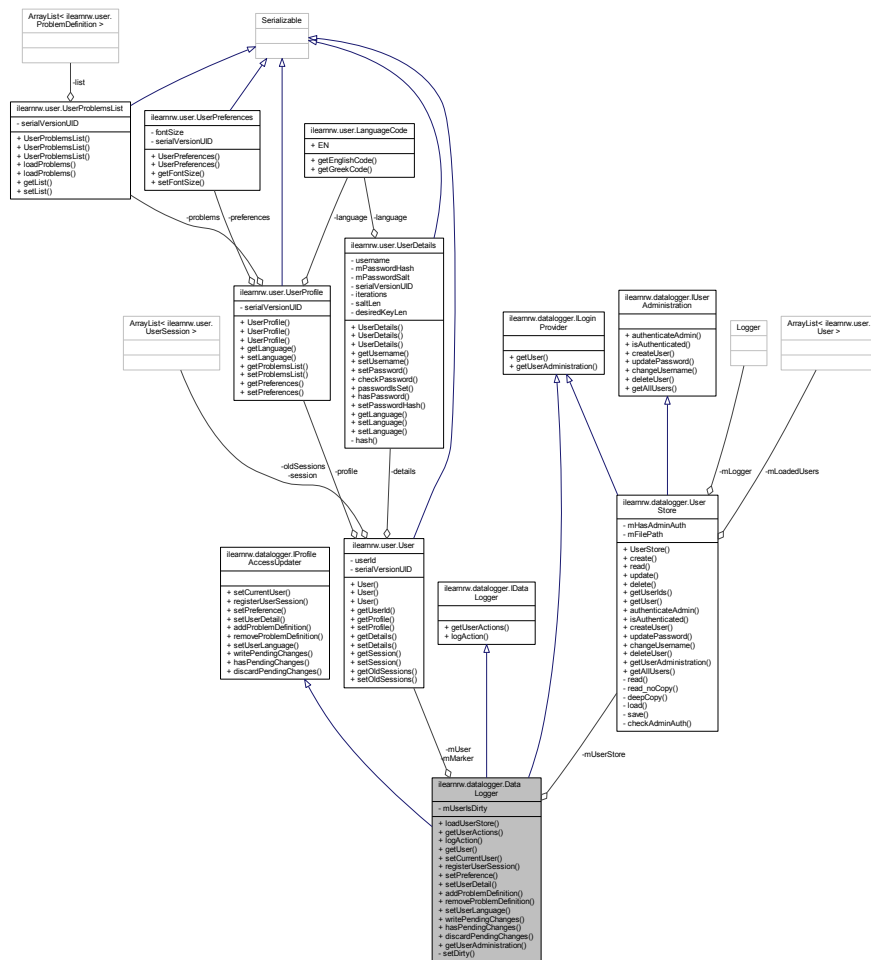 ArrayList< ilearnrw.user.
ProblemDefinition >
Serializable
-list
ilearnrw.user.UserProblemsList
- serialVersionUID
+ UserProblemsList()
+ UserProblemsList()
+ UserProblemsList()
+ loadProblems()
+ loadProblems()
+ getList()
+ setList()
ilearnrw.user.UserPreferences
- fontSize
- serialVersionUID
+ UserPreferences()
+ UserPreferences()
+ getFontSize()
+ setFontSize()
ilearnrw.user.LanguageCode
+ EN
+ getEnglishCode()
+ getGreekCode()
-problems
-preferences
-language
-language
ilearnrw.user.UserDetails
- username
- mPasswordHash
- mPasswordSalt
- serialVersionUID
- iterations
- saltLen
- desiredKeyLen
+ UserDetails()
+ UserDetails()
+ UserDetails()
+ getUsername()
+ setUsername()
+ setPassword()
+ checkPassword()
+ passwordIsSet()
+ hasPassword()
+ setPasswordHash()
+ getLanguage()
+ setLanguage()
+ setLanguage()
- hash()
ilearnrw.user.UserProfile
- serialVersionUID
+ UserProfile()
+ UserProfile()
+ UserProfile()
+ getLanguage()
+ setLanguage()
+ getProblemsList()
+ setProblemsList()
+ getPreferences()
+ setPreferences()
ArrayList< ilearnrw.user.
UserSession >
ilearnrw.datalogger.ILogin
Provider
+ getUser()
+ getUserAdministration()
ilearnrw.datalogger.IUser
Administration
+ authenticateAdmin()
+ isAuthenticated()
+ createUser()
+ updatePassword()
+ changeUsername()
+ deleteUser()
+ getAllUsers()
Logger
ArrayList< ilearnrw.user.
User >
-oldSessions
-session
-profile
-details
-mLogger
-mLoadedUsers
ilearnrw.datalogger.User
Store
- mHasAdminAuth
- mFilePath
+ UserStore()
+ create()
+ read()
+ update()
+ delete()
+ getUserIds()
+ getUser()
+ authenticateAdmin()
+ isAuthenticated()
+ createUser()
+ updatePassword()
+ changeUsername()
+ deleteUser()
+ getUserAdministration()
+ getAllUsers()
- read()
- read_noCopy()
- deepCopy()
- load()
- save()
- checkAdminAuth()
ilearnrw.datalogger.IProfile
AccessUpdater
+ setCurrentUser()
+ registerUserSession()
+ setPreference()
+ setUserDetail()
+ addProblemDefinition()
+ removeProblemDefinition()
+ setUserLanguage()
+ writePendingChanges()
+ hasPendingChanges()
+ discardPendingChanges()
ilearnrw.user.User
- userId
- serialVersionUID
+ User()
+ User()
+ User()
+ getUserId()
+ getProfile()
+ setProfile()
+ getDetails()
+ setDetails()
+ getSession()
+ setSession()
+ getOldSessions()
+ setOldSessions()
ilearnrw.datalogger.IData
Logger
+ getUserActions()
+ logAction()
-mUser
-mMarker
-mUserStore
ilearnrw.datalogger.Data
Logger
- mUserIsDirty
+ loadUserStore()
+ getUserActions()
+ logAction()
+ getUser()
+ setCurrentUser()
+ registerUserSession()
+ setPreference()
+ setUserDetail()
+ addProblemDefinition()
+ removeProblemDefinition()
+ setUserLanguage()
+ writePendingChanges()
+ hasPendingChanges()
+ discardPendingChanges()
+ getUserAdministration()
- setDirty()